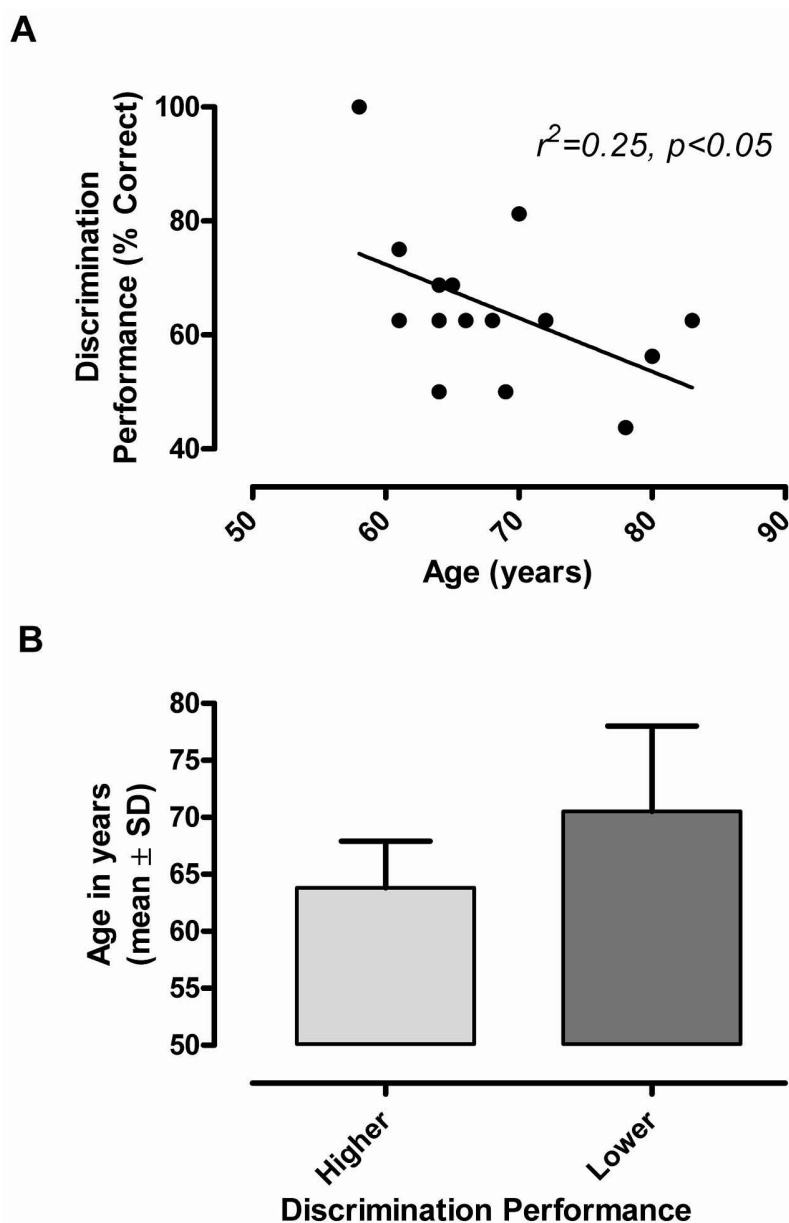 A
Discrimination
Performance (% Correct)
100
80
60
40
r²=0.25, p<0.05
50
60
70
80
90
Age (years)
B
Age in years
(mean ± SD)
80
75
70
65
60
55
50
Higher
Lower
Discrimination Performance